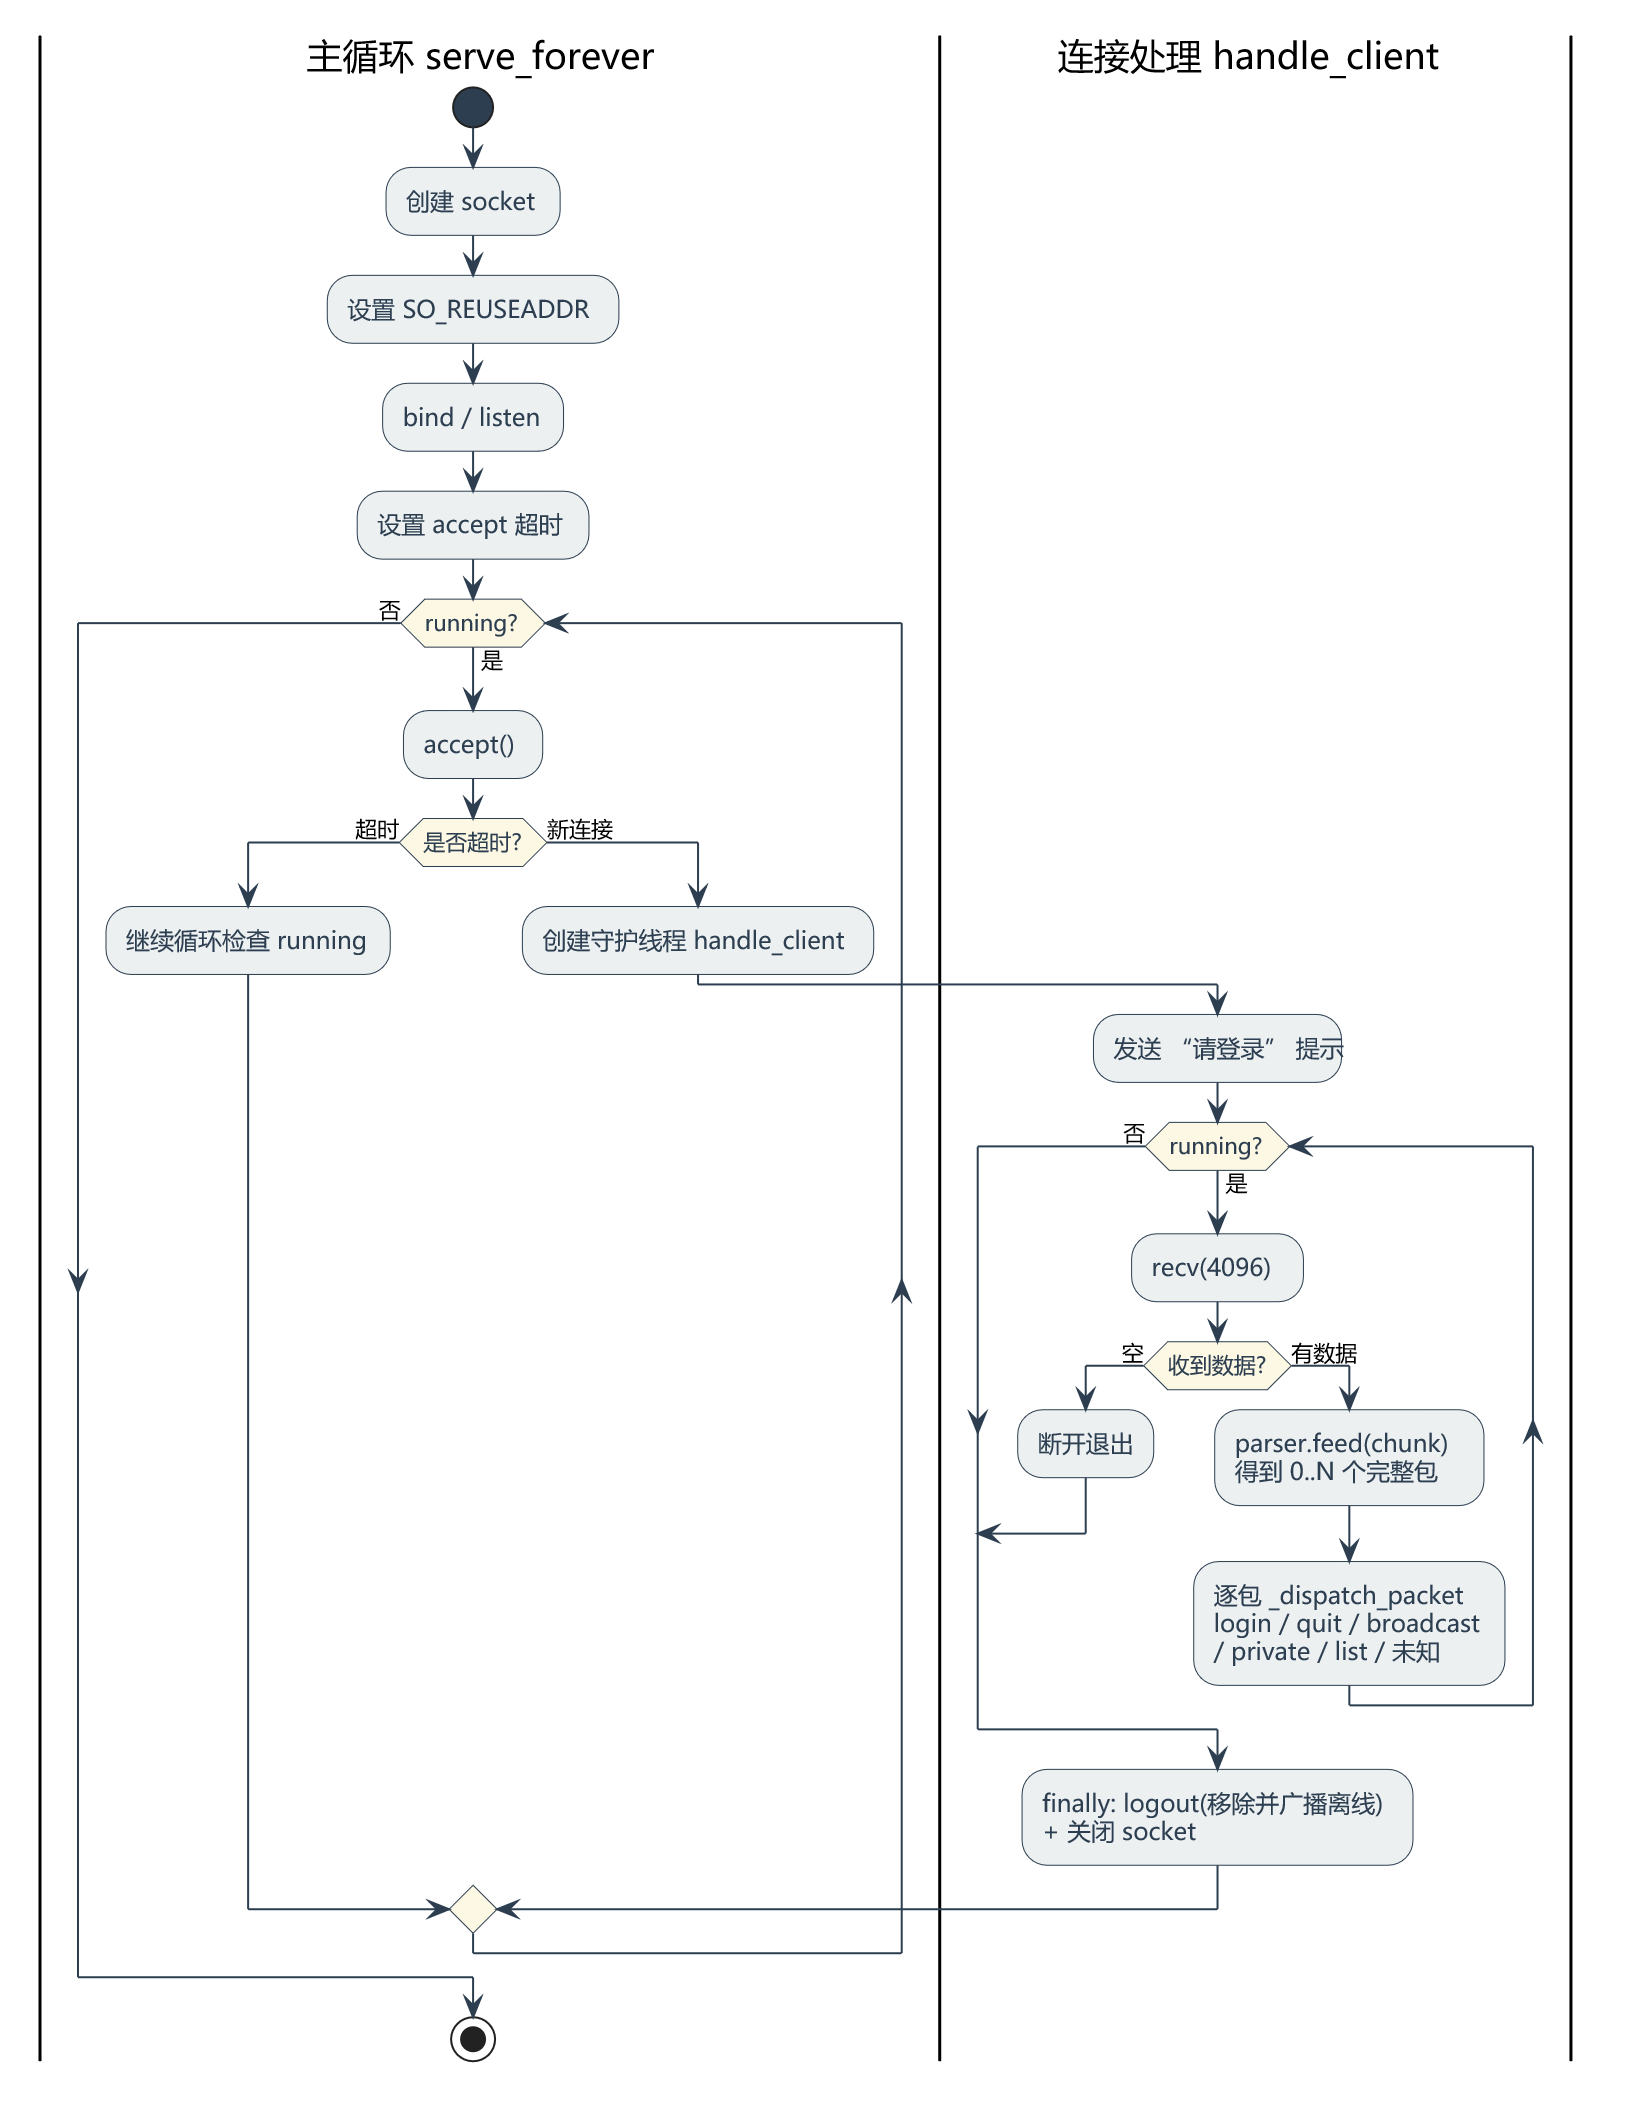 主循环 serve_forever
连接处理 handle_client
创建 socket
设置 SO_REUSEADDR
bind / listen
设置 accept 超时
否
running?
是
accept()
超时
是否超时?
新连接
继续循环检查 running
创建守护线程 handle_client
发送 “请登录” 提示
否
running?
是
recv(4096)
空
收到数据?
有数据
断开退出
parser.feed(chunk)
得到 0..N 个完整包
逐包 _dispatch_packet
login / quit / broadcast
/ private / list / 未知
finally: logout(移除并广播离线)
+ 关闭 socket